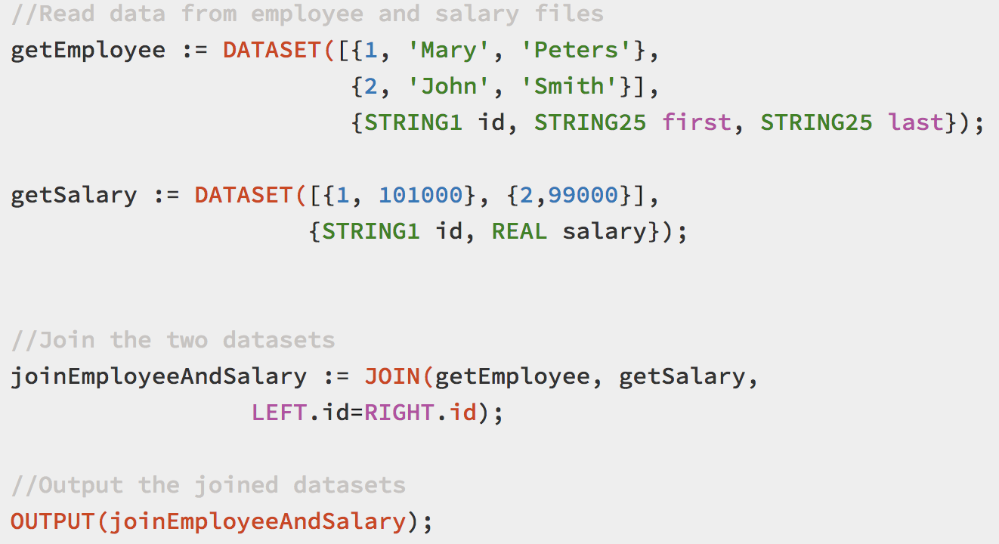 //Read data from employee and salary files
getEmployee := DATASET([{1, 'Mary', 'Peters'},
{2, 'John', 'Smith'}],
{STRING1 id, STRING25 first, STRING25 last});
getSalary := DATASET([{1, 101000}, {2,99000}],
{STRING1 id, REAL salary});
//Join the two datasets
joinEmployeeAndSalary := JOIN(getEmployee, getSalary,
LEFT.id=RIGHT.id);
//Output the joined datasets
OUTPUT(joinEmployeeAndSalary);